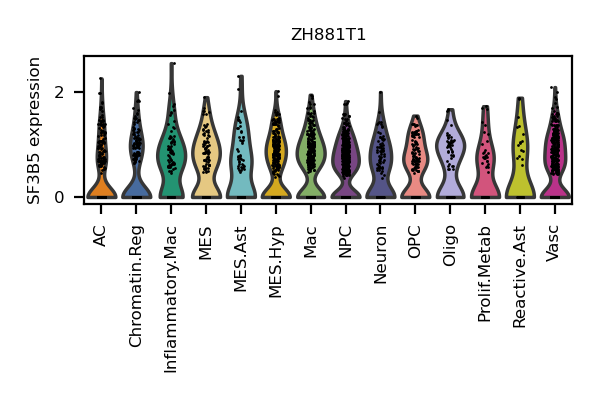 ZH881T1
SF3B5 expression
2
0
AC
Chromatin.Reg
Inflammatory.Mac
MES
MES.Ast
MES.Hyp
Mac
NPC
Neuron
OPC
Oligo
Prolif.Metab
Reactive.Ast
Vasc